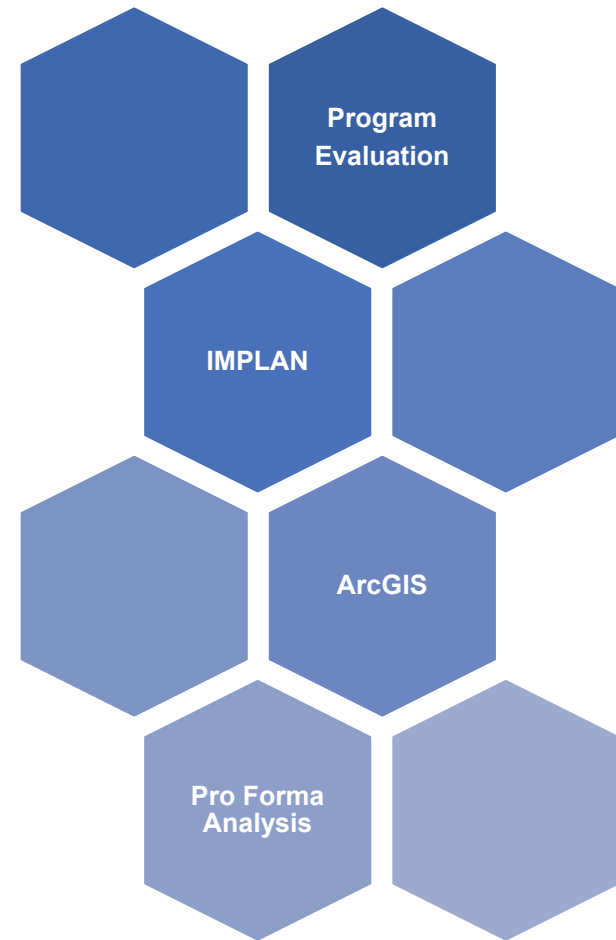 Program
Evaluation
IMPLAN
ArcGIS
Pro Forma
Analysis